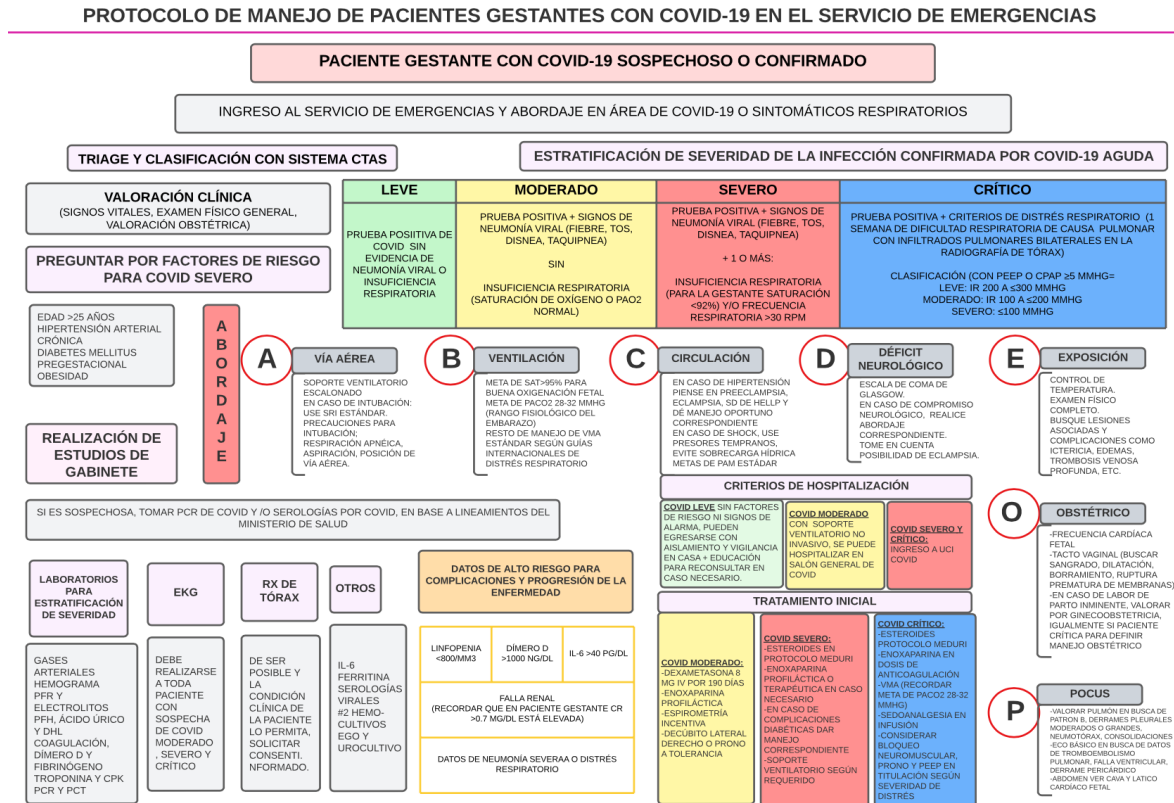 PROTOCOLO DE MANEJO DE PACIENTES GESTANTES CON COVID-19 EN EL SERVICIO DE EMERGENCIAS
PACIENTE GESTANTE CON COVID-19 SOSPECHOSO O CONFIRMADO
INGRESO AL SERVICIO DE EMERGENCIAS Y ABORDAJE EN ÁREA DE COVID-19 O SINTOMÁTICOS RESPIRATORIOS
TRIAGE Y CLASIFICACIÓN CON SISTEMA CTAS
ESTRATIFICACIÓN DE SEVERIDAD DE LA INFECCIÓN CONFIRMADA POR COVID-19 AGUDA
VALORACIÓN CLÍNICA
(SIGNOS VITALES, EXAMEN FÍSICO GENERAL,
VALORACIÓN OBSTÉTRICA)
PREGUNTAR POR FACTORES DE RIESGO
PARA COVID SEVERO
EDAD >25 AÑOS
HIPERTENSIÓN ARTERIAL
CRÓNICA
DIABETES MELLITUS
PREGESTACIONAL
OBESIDAD
REALIZACIÓN DE
ESTUDIOS DE
GABINETE
LEVE
PRUEBA POSIITIVA DE
COVID SIN
EVIDENCIA DE
NEUMONÍA VIRAL O
INSUFICIENCIA
RESPIRATORIA
MODERADO
PRUEBA POSITIVA + SIGNOS DE
NEUMONÍA VIRAL (FIEBRE, TOS,
DISNEA, TAQUIPNEA)
SIN
INSUFICIENCIA RESPIRATORIA
(SATURACIÓN DE OXÍGENO O PAO2
NORMAL)
SEVERO
PRUEBA POSITIVA + SIGNOS DE
NEUMONÍA VIRAL (FIEBRE, TOS,
DISNEA, TAQUIPNEA)
+ 1 O MÁS:
INSUFICIENCIA RESPIRATORIA
(PARA LA GESTANTE SATURACIÓN
<92%) Y/O FRECUENCIA
RESPIRATORIA >30 RPM
CRÍTICO
PRUEBA POSITIVA + CRITERIOS DE DISTRÉS RESPIRATORIO (1
SEMANA DE DIFICULTAD RESPIRATORIA DE CAUSA PULMONAR
CON INFILTRADOS PULMONARES BILATERALES EN LA
RADIOGRAFÍA DE TÓRAX)
CLASIFICACIÓN (CON PEEP O CPAP ≥5 MMHG=
LEVE: IR 200 A ≤300 MMHG
MODERADO: IR 100 A ≤200 MMHG
SEVERO: ≤100 MMHG
A
B
O
R
D
A
J
E
A
VÍA AÉREA
SOPORTE VENTILATORIO
ESCALONADO
EN CASO DE INTUBACIÓN:
USE SRI ESTÁNDAR.
PRECAUCIONES PARA
INTUBACIÓN;
RESPIRACIÓN APNÉICA,
ASPIRACIÓN, POSICIÓN DE
VÍA AÉREA.
B
VENTILACIÓN
META DE SAT>95% PARA
BUENA OXIGENACIÓN FETAL
META DE PACO2 28-32 MMHG
(RANGO FISIOLÓGICO DEL
EMBARAZO)
RESTO DE MANEJO DE VMA
ESTÁNDAR SEGÚN GUÍAS
INTERNACIONALES DE
DISTRÉS RESPIRATORIO
C
CIRCULACIÓN
EN CASO DE HIPERTENSIÓN
PIENSE EN PREECLAMPSIA,
ECLAMPSIA, SD DE HELLP Y
DÉ MANEJO OPORTUNO
CORRESPONDIENTE
EN CASO DE SHOCK, USE
PRESORES TEMPRANOS,
EVITE SOBRECARGA HÍDRICA
METAS DE PAM ESTÁDAR
D
DÉFICIT
NEUROLÓGICO
ESCALA DE COMA DE
GLASGOW.
EN CASO DE COMPROMISO
NEUROLÓGICO, REALICE
ABORDAJE
CORRESPONDIENTE.
TOME EN CUENTA
POSIBILIDAD DE ECLAMPSIA.
E
EXPOSICIÓN
CONTROL DE
TEMPERATURA.
EXAMEN FÍSICO
COMPLETO.
BUSQUE LESIONES
ASOCIADAS Y
COMPLICACIONES COMO
ICTERICIA, EDEMAS,
TROMBOSIS VENOSA
PROFUNDA, ETC.
SI ES SOSPECHOSA, TOMAR PCR DE COVID Y /O SEROLOGÍAS POR COVID, EN BASE A LINEAMIENTOS DEL
MINISTERIO DE SALUD
LABORATORIOS
PARA
ESTRATIFICACIÓN
DE SEVERIDAD
GASES
ARTERIALES
HEMOGRAMA
PFR Y
ELECTROLITOS
PFH, ÁCIDO ÚRICO
Y DHL
COAGULACIÓN,
DÍMERO D Y
FIBRINÓGENO
TROPONINA Y CPK
PCR Y PCT
EKG
DEBE
REALIZARSE
A TODA
PACIENTE
CON
SOSPECHA
DE COVID
MODERADO
, SEVERO Y
CRÍTICO
RX DE
TÓRAX
DE SER
POSIBLE Y
LA
CONDICIÓN
CLÍNICA DE
LA PACIENTE
LO PERMITA,
SOLICITAR
CONSENTI.
NFORMADO.
OTROS
IL-6
FERRITINA
SEROLOGÍAS
VIRALES
#2 HEMO-
CULTIVOS
EGO Y
UROCULTIVO
DATOS DE ALTO RIESGO PARA
COMPLICACIONES Y PROGRESIÓN DE LA
ENFERMEDAD
LINFOPENIA
<800/MM3
DÍMERO D
>1000 NG/DL
IL-6 >40 PG/DL
FALLA RENAL
(RECORDAR QUE EN PACIENTE GESTANTE CR
>0.7 MG/DL ESTÁ ELEVADA)
DATOS DE NEUMONÍA SEVERAA O DISTRÉS
RESPIRATORIO
CRITERIOS DE HOSPITALIZACIÓN
COVID LEVE SIN FACTORES
DE RIESGO NI SIGNOS DE
ALARMA, PUEDEN
EGRESARSE CON
AISLAMIENTO Y VIGILANCIA
EN CASA + EDUCACIÓN
PARA RECONSULTAR EN
CASO NECESARIO.
COVID MODERADO
CON SOPORTE
VENTILATORIO NO
INVASIVO, SE PUEDE
HOSPITALIZAR EN
SALÓN GENERAL DE
COVID
COVID SEVERO Y
CRÍTICO:
INGRESO A UCI
COVID
TRATAMIENTO INICIAL
COVID MODERADO:
-DEXAMETASONA 8
MG IV POR 190 DÍAS
-ENOXAPARINA
PROFILÁCTICA
-ESPIROMETRÍA
INCENTIVA
-DECÚBITO LATERAL
DERECHO O PRONO A
TOLERANCIA
COVID SEVERO:
-ESTEROIDES EN
PROTOCOLO MEDURI
-ENOXAPARINA
PROFILÁCTICA O
TERAPÉUTICA EN CASO
NECESARIO
-EN CASO DE
COMPLICACIONES
DIABÉTICAS DAR
MANEJO
CORRESPONDIENTE
-SOPORTE
VENTILATORIO SEGÚN
REQUERIDO
COVID CRÍTICO:
-ESTEROIDES
PROTOCOLO MEDURI
-ENOXAPARINA EN
DOSIS DE
ANTICOAGULACIÓN
-VMA (RECORDAR
META DE PACO2 28-32
MMHG)
-SEDOANALGESIA EN
INFUSIÓN
-CONSIDERAR
BLOQUEO
NEUROMUSCULAR,
PRONO Y PEEP EN
TITULACIÓN SEGÚN
SEVERIDAD DE
DISTRÉS
O
OBSTÉTRICO
-FRECUENCIA CARDÍACA
FETAL
-TACTO VAGINAL (BUSCAR
SANGRADO, DILATACIÓN,
BORRAMIENTO, RUPTURA
PREMATURA DE MEMBRANAS)
-EN CASO DE LABOR DE
PARTO INMINENTE, VALORAR
POR GINECOOBSTETRICIA,
IGUALMENTE SI PACIENTE
CRÍTICA PARA DEFINIR
MANEJO OBSTÉTRICO
P
POCUS
-VALORAR PULMÓN EN BUSCA DE
PATRON B, DERRAMES PLEURALES
MODERADOS O GRANDES,
NEUMOTÓRAX, CONSOLIDACIONES
-ECO BÁSICO EN BUSCA DE DATOS
DE TROMBOEMBOLISMO
PULMONAR, FALLA VENTRICULAR,
DERRAME PERICÁRDICO
-ABDOMEN VER CAVA Y LATICO
CARDÍACO FETAL